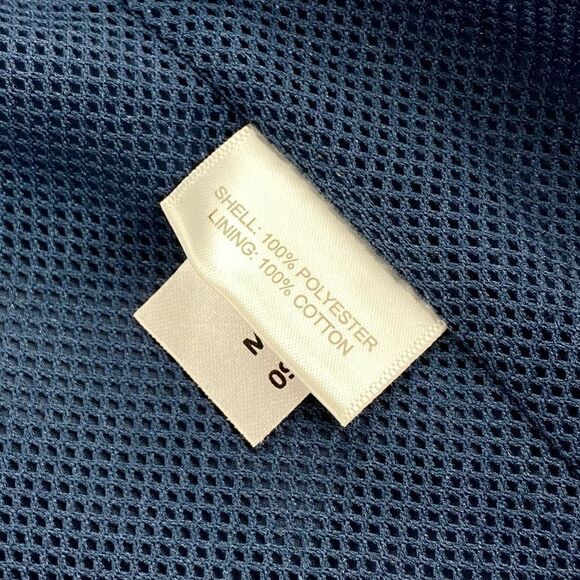 SHELL: 100% POLYESTER
LINING: 100% COTTON